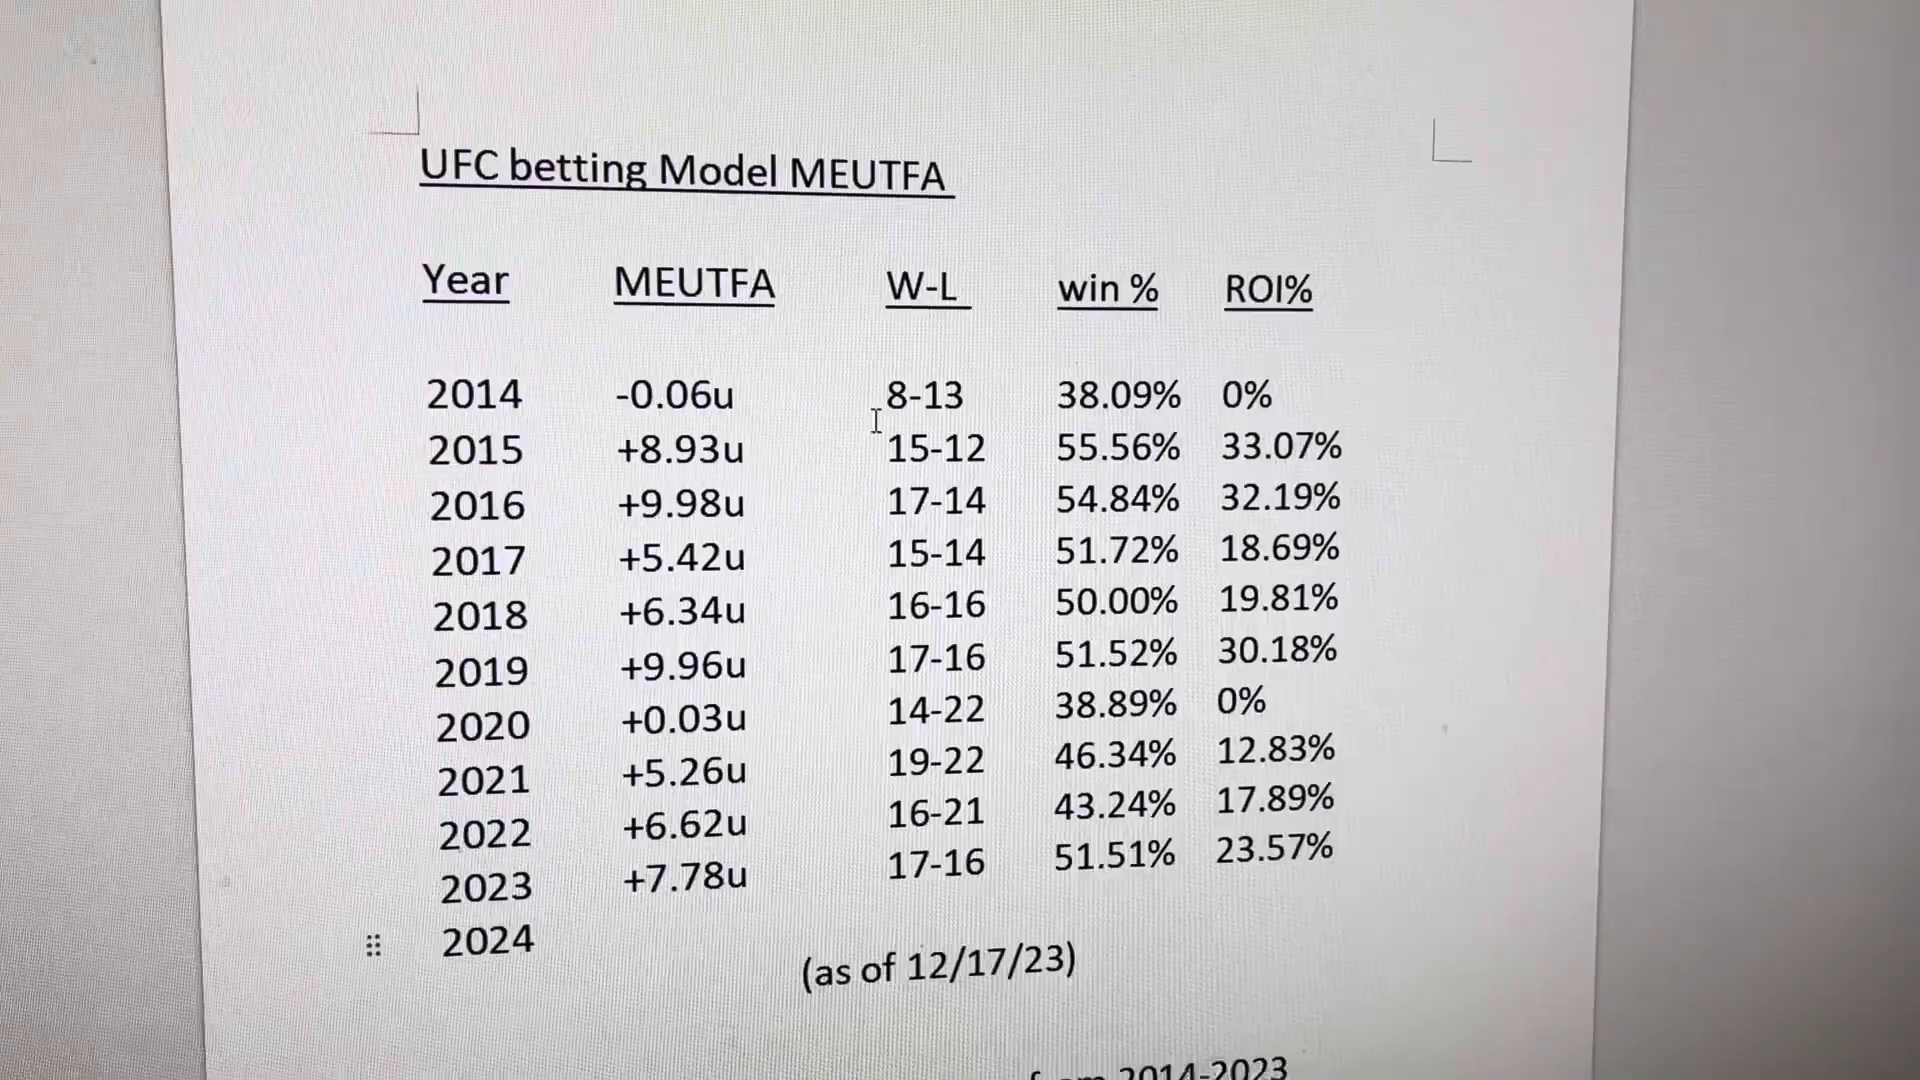 UFC betting Model MEUTFA
Year MEUTFA W-L win % ROI%
2014 -0.06u 8-13 38.09% 0%
2015 +8.93u 15-12 55.56% 33.07%
2016 +9.98u 17-14 54.84% 32.19%
2017 +5.42u 15-14 51.72% 18.69%
2018 +6.34u 16-16 50.00% 19.81%
2019 +9.96u 17-16 51.52% 30.18%
2020 +0.03u 14-22 38.89% 0%
2021 +5.26u 19-22 46.34% 12.83%
2022 +6.62u 16-21 43.24% 17.89%
2023 +7.78u 17-16 51.51% 23.57%
2024
(as of 12/17/23)
2014-2023